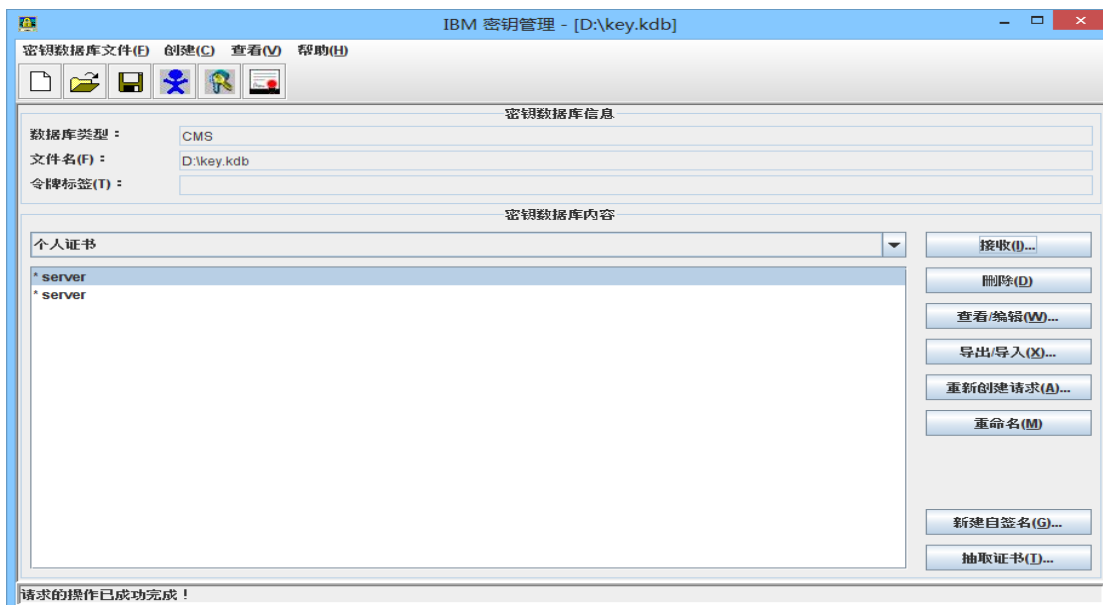 IBM 密钥管理 - [D:\key.kdb]
密钥数据库文件(F) 创建(C) 查看(V) 帮助(H)
密钥数据库信息
数据库类型： CMS
文件名(F)： D:\key.kdb
令牌标签(T)：
密钥数据库内容
个人证书
接收(I)...
* server
* server
删除(D)
查看/编辑(W)...
导出/导入(X)...
重新创建请求(A)...
重命名(M)
新建自签名(G)...
抽取证书(T)...
请求的操作已成功完成！